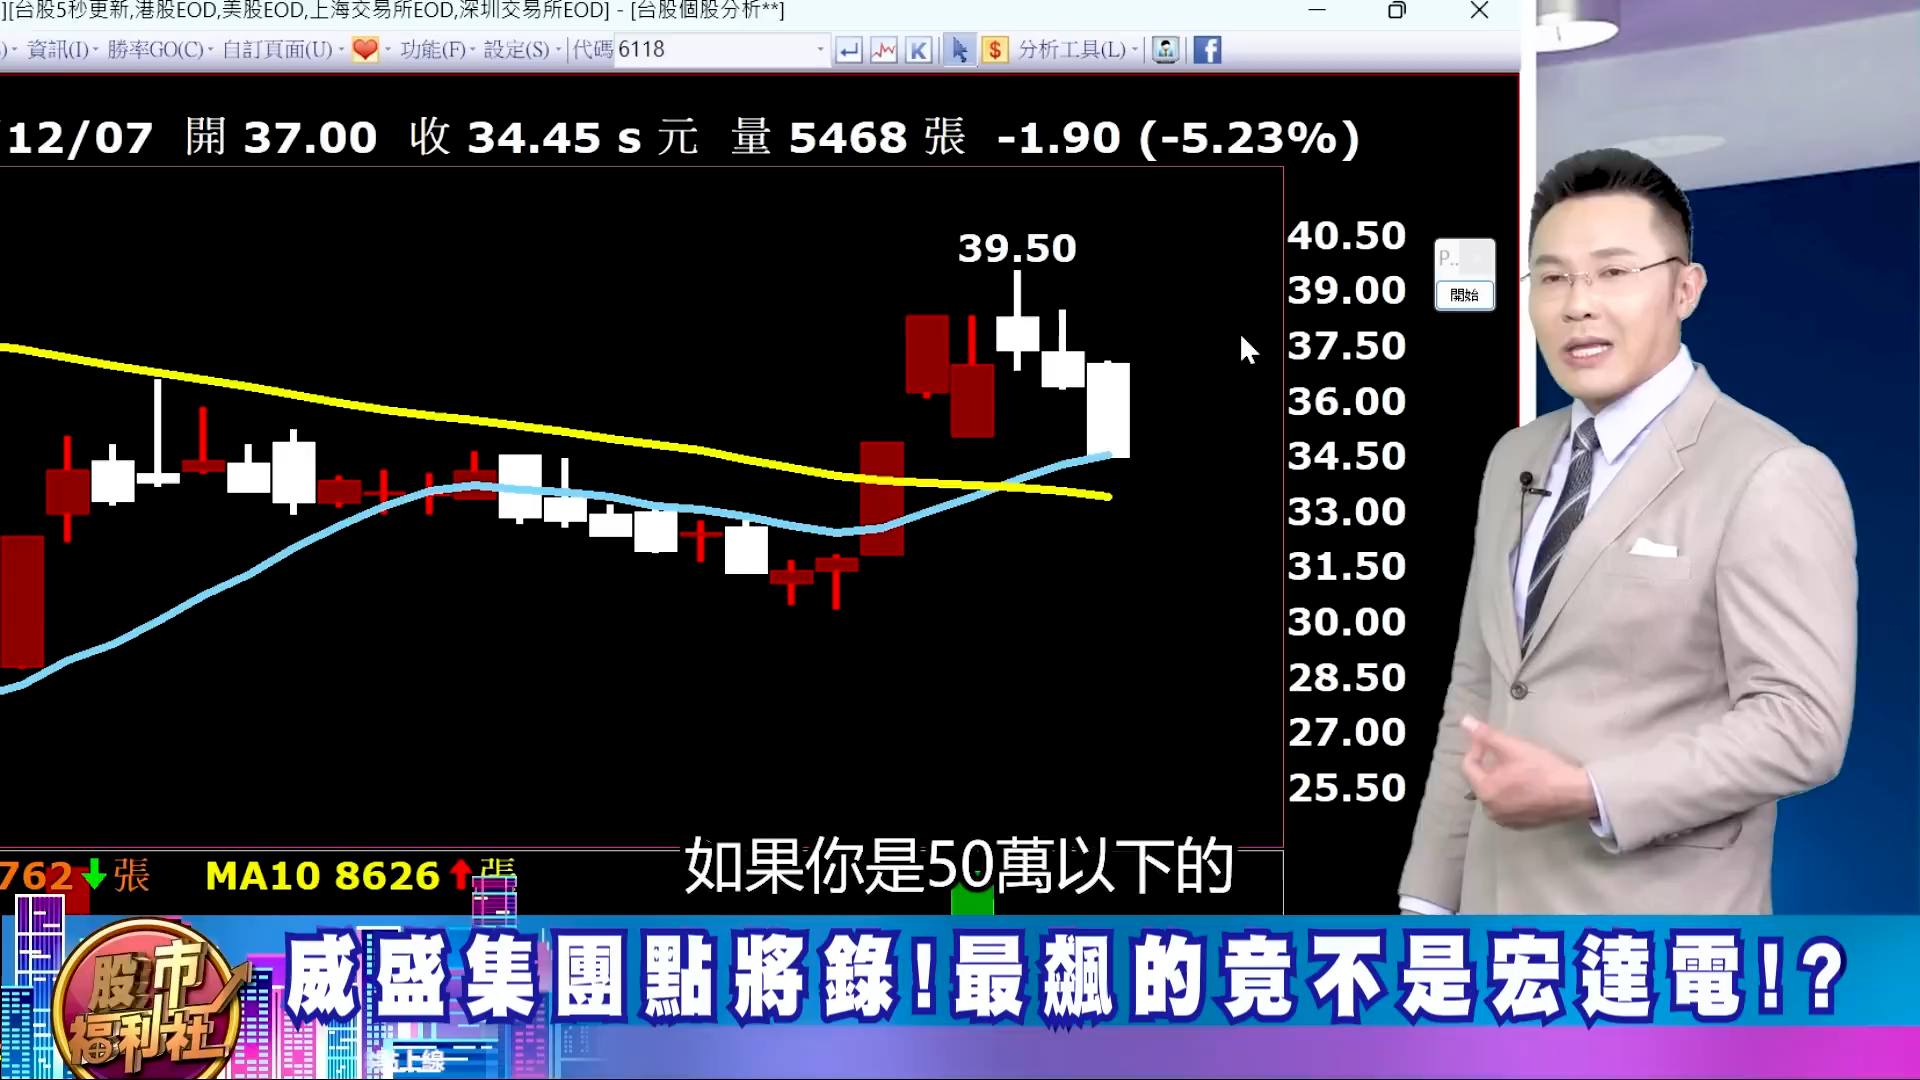 ][台股5秒更新,港股EOD,美股EOD,上海交易所EOD,深圳交易所EOD] - [台股個股分析**]
)· 資訊(I)· 勝率GO(C)· 自訂頁面(U)· 功能(F)· 設定(S)· 代碼 6118 K $ 分析工具(L)· f
/12/07 開 37.00 收 34.45 s 元 量 5468 張 -1.90 (-5.23%)
39.50
40.50
39.00
37.50
36.00
34.50
33.00
31.50
30.00
28.50
27.00
25.50
P..
開始
762 張 MA10 8626 張
如果你是50萬以下的
威盛集團點將錄!最飆的竟不是宏達電!?
股市
福利社
上線